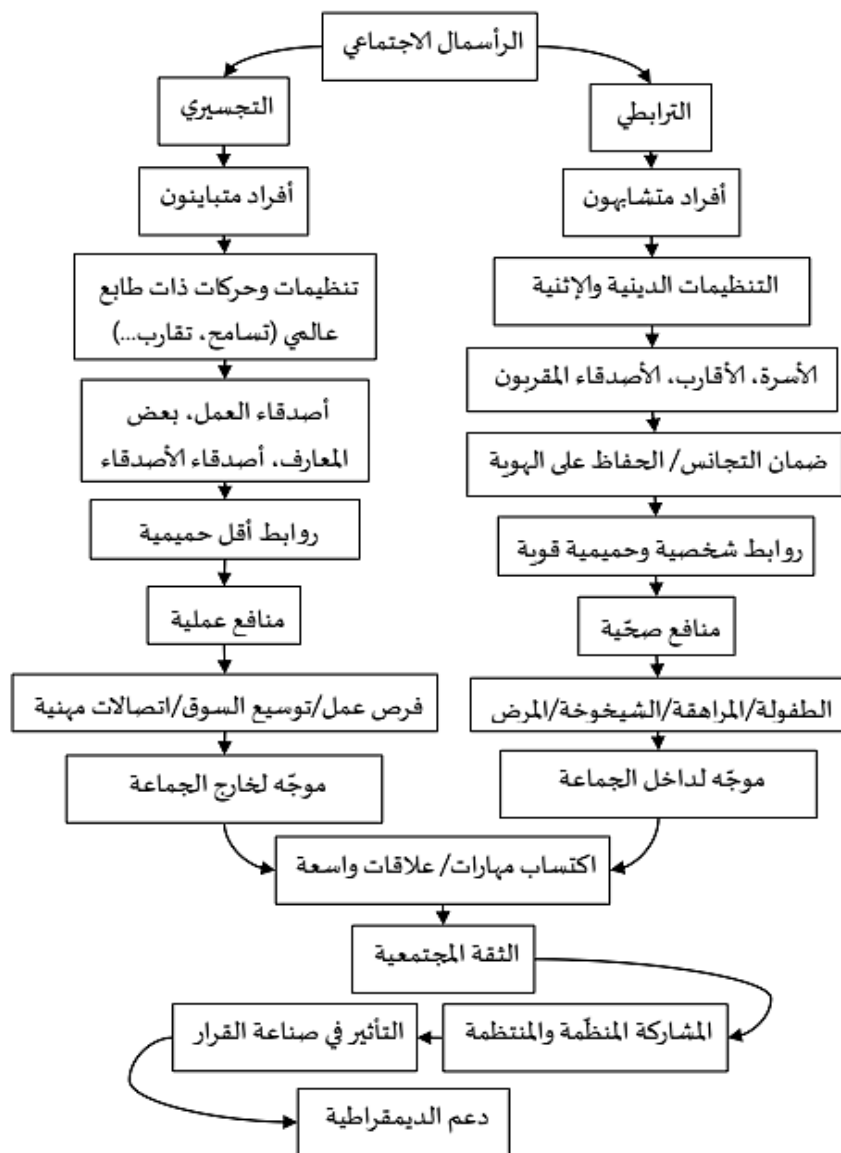 الرأسمال الاجتماعي
الترابطي
أفراد متشابهون
التنظيمات الدينية والإثنية
الأسرة، الأقارب، الأصدقاء المقربون
ضمان التجانس/ الحفاظ على الهوية
روابط شخصية وحميمية قوية
منافع صحّية
الطفولة/المراهقة/الشيخوخة/المرض
موجّه لداخل الجماعة
التجسيري
أفراد متباينون
تنظيمات وحركات ذات طابع
عالمي (تسامح، تقارب...)
أصدقاء العمل، بعض
المعارف، أصدقاء الأصدقاء
روابط أقل حميمية
منافع عملية
فرص عمل/توسيع السوق/اتصالات مهنية
موجّه لخارج الجماعة
اكتساب مهارات/ علاقات واسعة
الثقة المجتمعية
المشاركة المنظّمة والمنتظمة
التأثير في صناعة القرار
دعم الديمقراطية